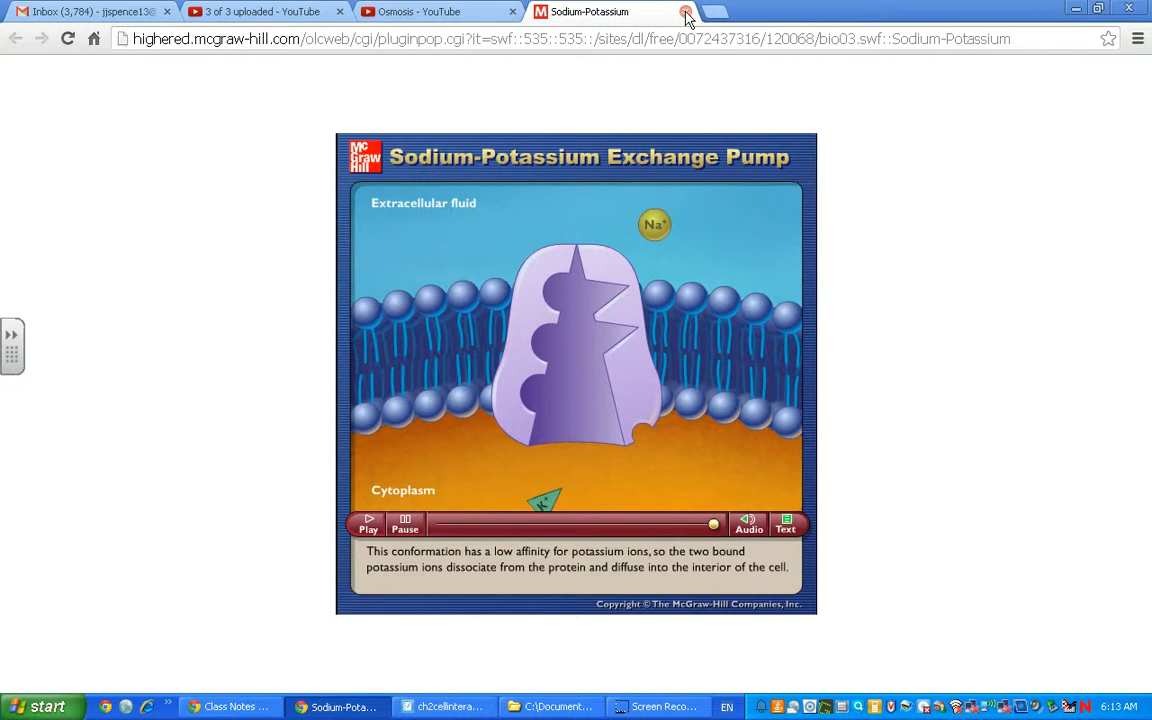 Inbox (3,784) - jjspence13@
3 of 3 uploaded - YouTube
Osmosis - YouTube
M Sodium-Potassium
highered.mcgraw-hill.com/olcweb/cgi/pluginpop.cgi?it=swf::535::535::/sites/dl/free/0072437316/120068/bio03.swf::Sodium-Potassium
Mc
Graw
Hill
Sodium-Potassium Exchange Pump
Extracellular fluid
Na+
Cytoplasm
K+
Play
Pause
Audio
Text
This conformation has a low affinity for potassium ions, so the two bound
potassium ions dissociate from the protein and diffuse into the interior of the cell.
Copyright © The McGraw-Hill Companies, Inc.
start
Class Notes ...
Sodium-Pota...
ch2cellintera...
C:\Document...
Screen Reco...
EN
6:13 AM